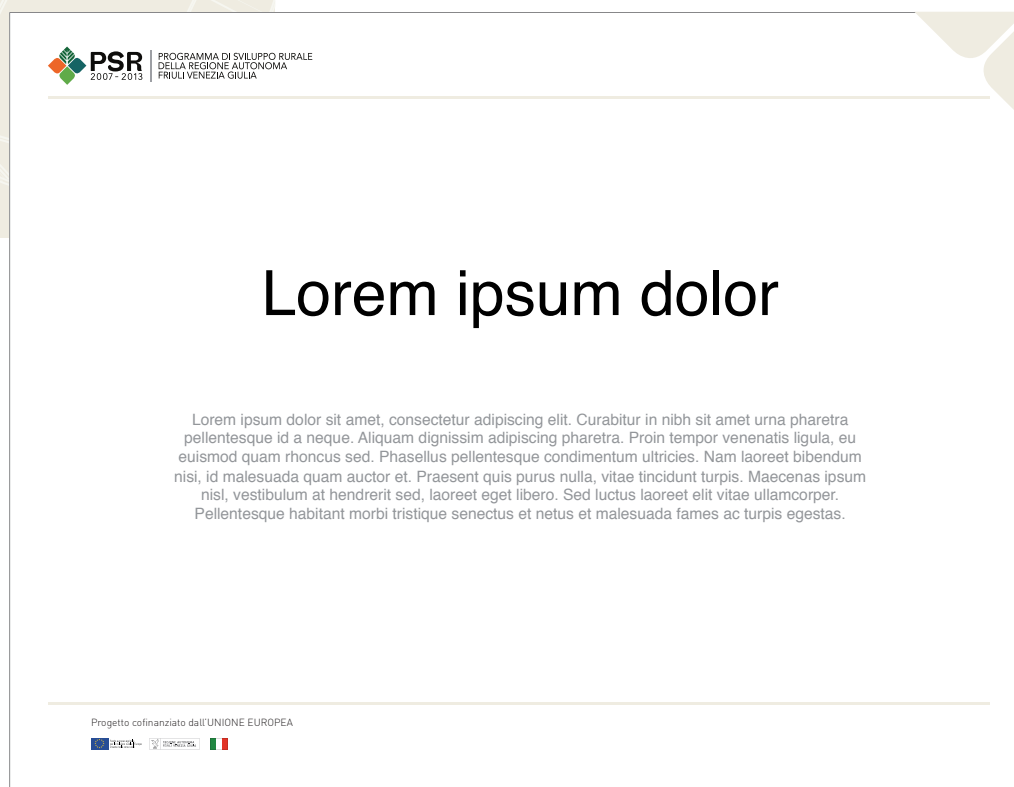 PSR
2007-2013
PROGRAMMA DI SVILUPPO RURALE
DELLA REGIONE AUTONOMA
FRIULI VENEZIA GIULIA
Lorem ipsum dolor
Lorem ipsum dolor sit amet, consectetur adipiscing elit. Curabitur in nibh sit amet urna pharetra
pellentesque id a neque. Aliquam dignissim adipiscing pharetra. Proin tempor venenatis ligula, eu
euismod quam rhoncus sed. Phasellus pellentesque condimentum ultricies. Nam laoreet bibendum
nisi, id malesuada quam auctor et. Praesent quis purus nulla, vitae tincidunt turpis. Maecenas ipsum
nisl, vestibulum at hendrerit sed, laoreet eget libero. Sed luctus laoreet elit vitae ullamcorper.
Pellentesque habitant morbi tristique senectus et netus et malesuada fames ac turpis egestas.
Progetto cofinanziato dall'UNIONE EUROPEA